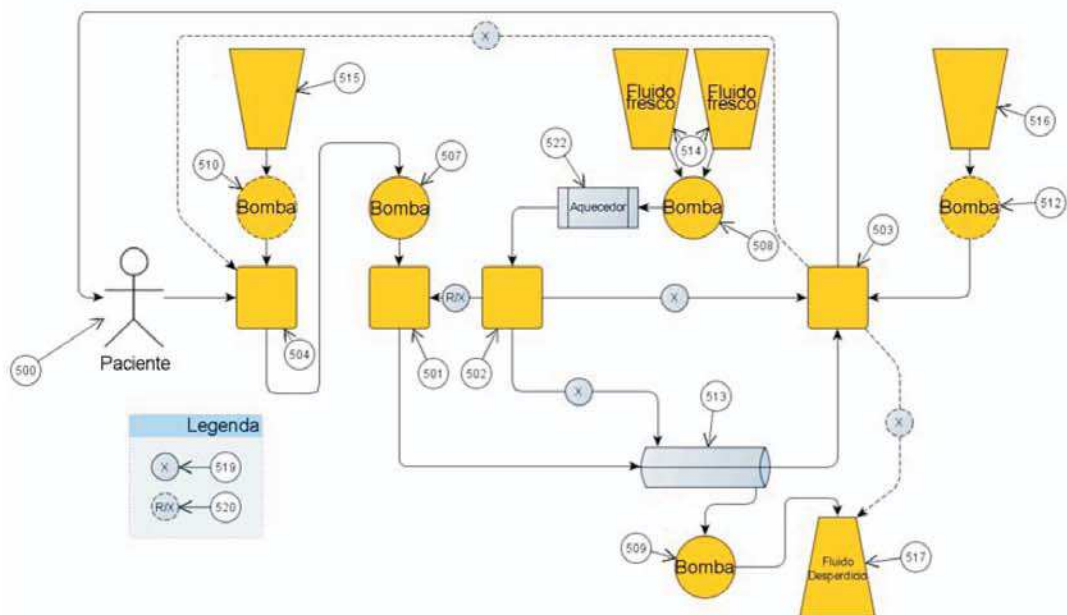 X
515
Fluido
fresco
Fluido
fresco
516
514
510
507
522
Bomba
Bomba
Aquecedor
Bomba
Bomba
512
508
503
R/X
X
Paciente
500
504
501
502
X
513
X
Legenda
X
519
R/X
520
509
Bomba
Fluido
Desperdicio
517